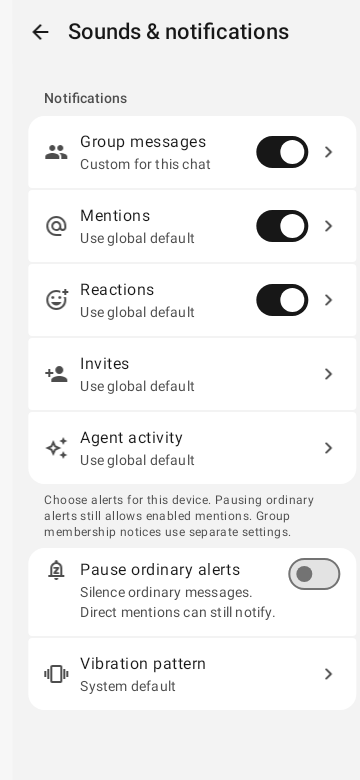 Sounds & notifications
Notifications
Group messages
Custom for this chat
Mentions
Use global default
Reactions
Use global default
Invites
Use global default
Agent activity
Use global default
Choose alerts for this device. Pausing ordinary
alerts still allows enabled mentions. Group
membership notices use separate settings.
Pause ordinary alerts
Silence ordinary messages.
Direct mentions can still notify.
Vibration pattern
System default